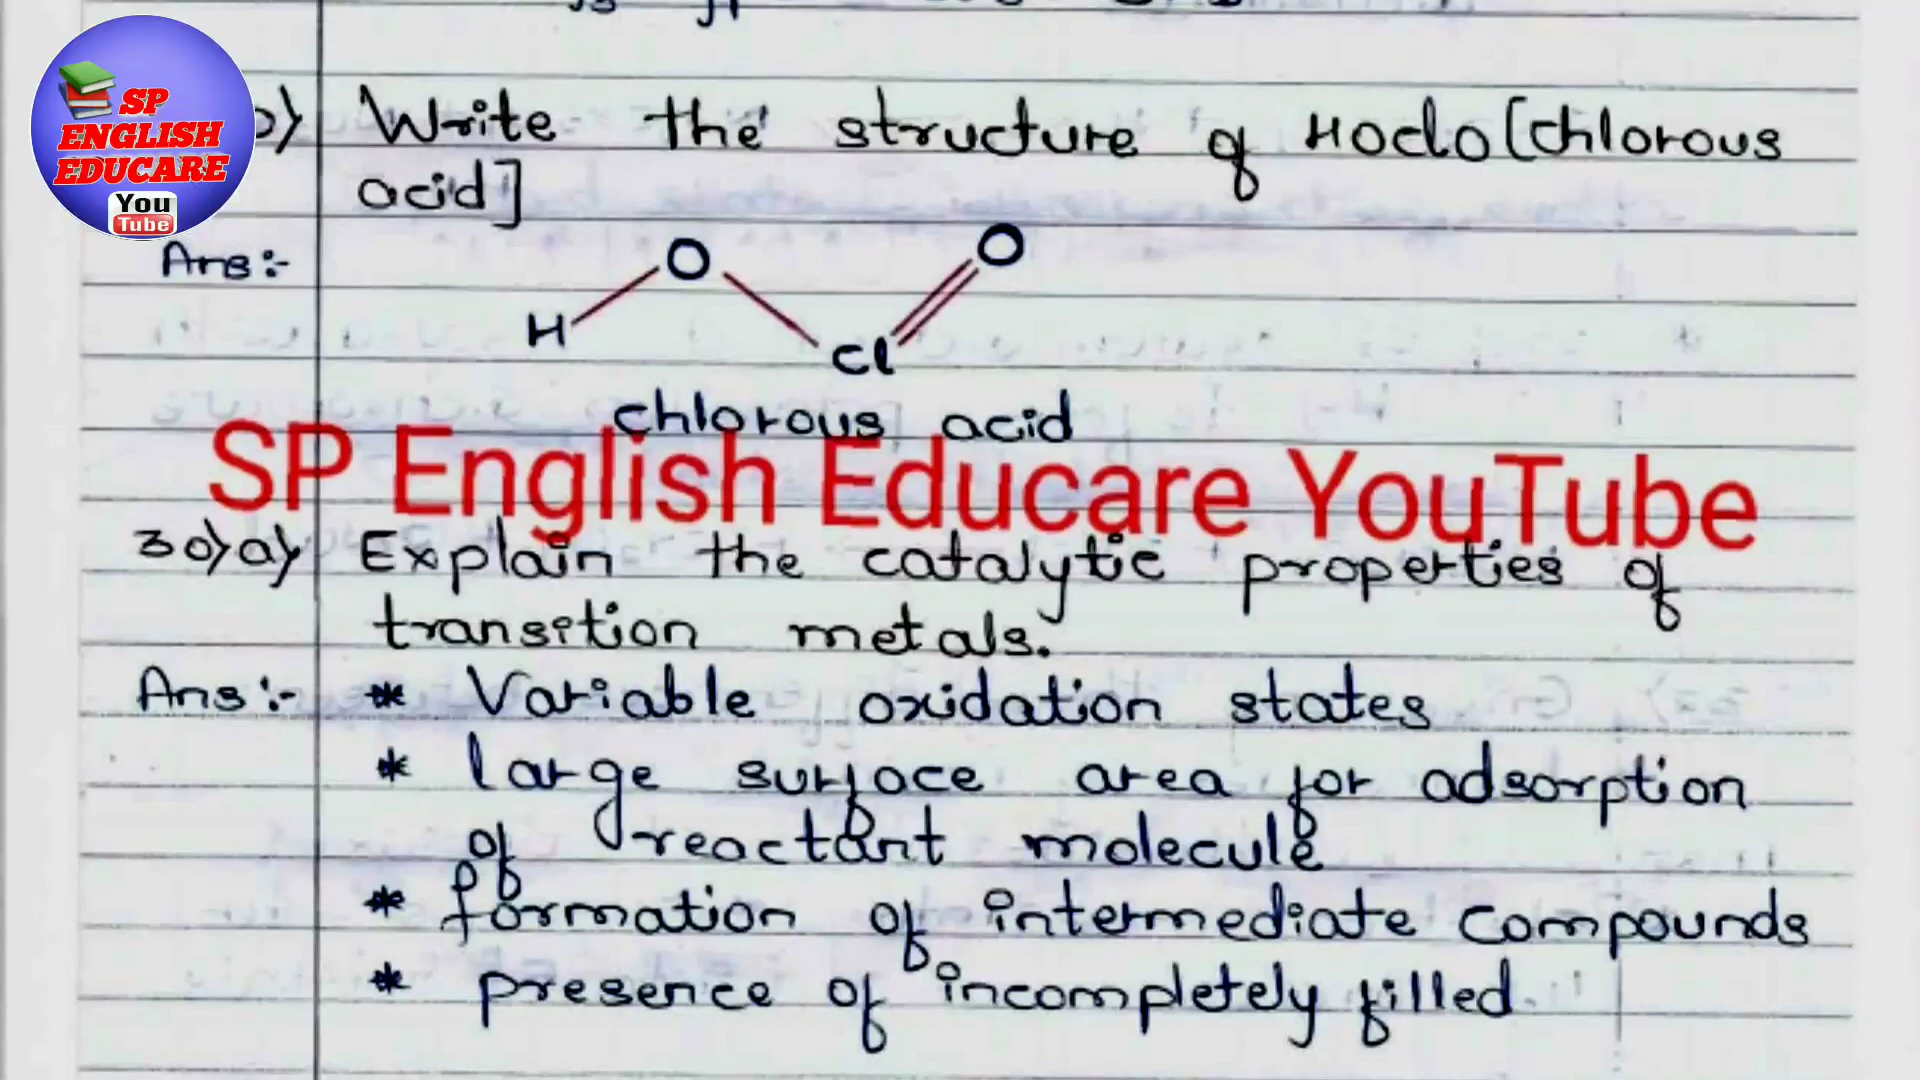 SP
ENGLISH
EDUCARE
You
Tube
Write the structure of HOClO [Chlorous
acid]
Ans:-
O
O
H
Cl
chlorous acid
SP English Educare YouTube
30) a) Explain the catalytic properties of
transition metals.
Ans:- * Variable oxidation states
* large surface area for adsorption
of reactant molecule
* formation of intermediate compounds
* presence of incompletely filled